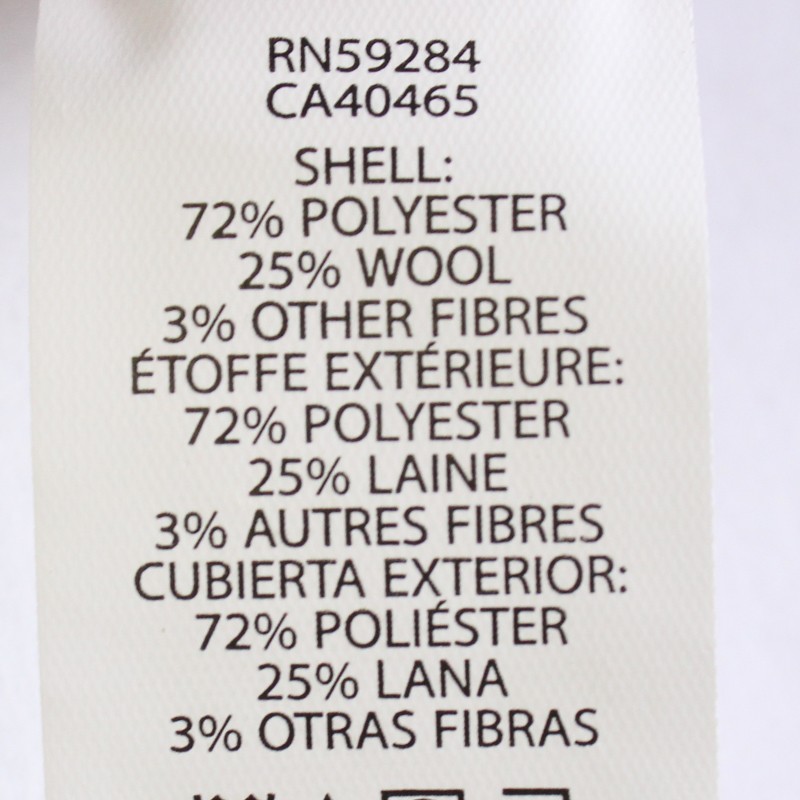 RN59284
CA40465
SHELL:
72% POLYESTER
25% WOOL
3% OTHER FIBRES
ÉTOFFE EXTÉRIEURE:
72% POLYESTER
25% LAINE
3% AUTRES FIBRES
CUBIERTA EXTERIOR:
72% POLIÉSTER
25% LANA
3% OTRAS FIBRAS